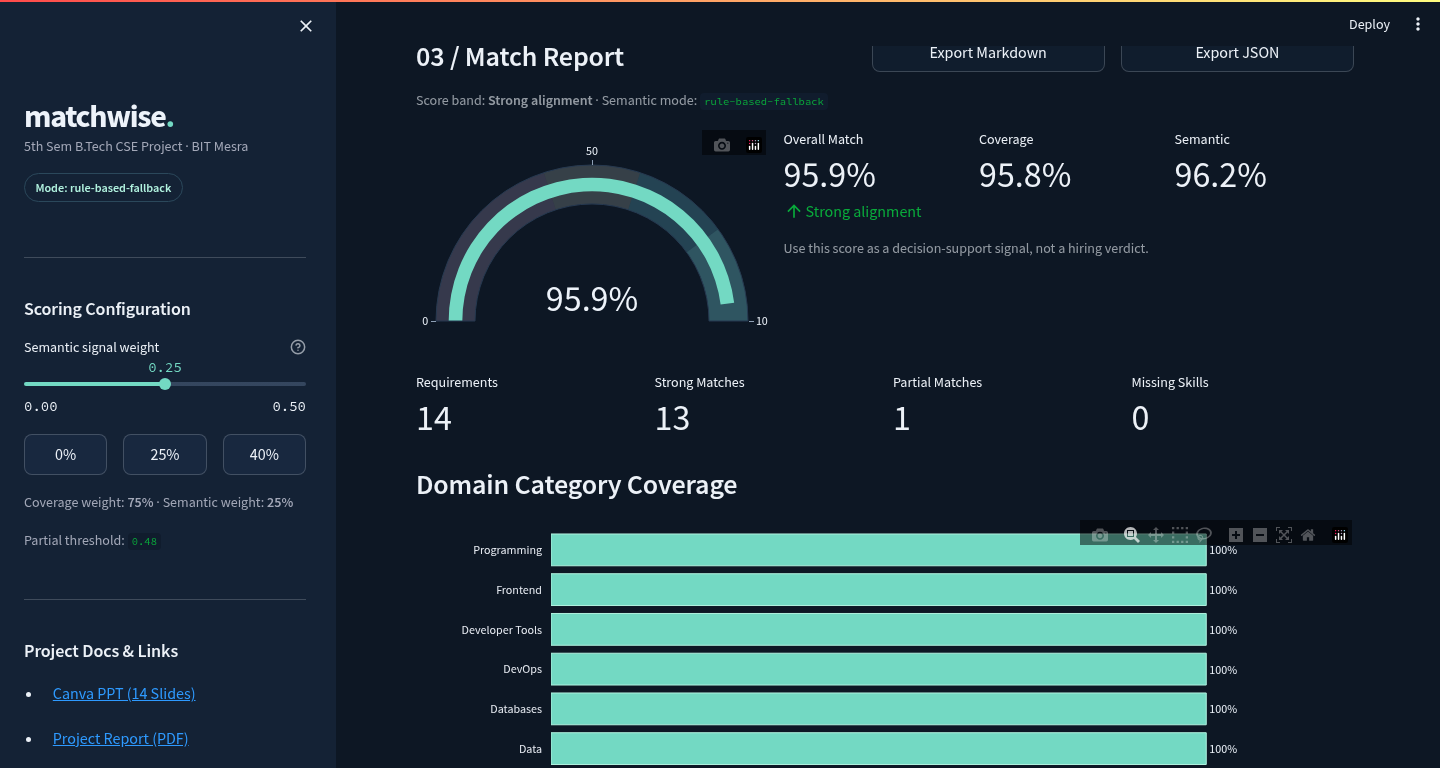 Deploy
matchwise.
5th Sem B.Tech CSE Project · BIT Mesra
Mode: rule-based-fallback
Scoring Configuration
Semantic signal weight
0.25
0.00 0.50
0% 25% 40%
Coverage weight: 75% · Semantic weight: 25%
Partial threshold: 0.48
Project Docs & Links
Canva PPT (14 Slides)
Project Report (PDF)
03 / Match Report
Export Markdown
Export JSON
Score band: Strong alignment · Semantic mode: rule-based-fallback
50
0
10
95.9%
Overall Match Coverage Semantic
95.9% 95.8% 96.2%
↑ Strong alignment
Use this score as a decision-support signal, not a hiring verdict.
Requirements Strong Matches Partial Matches Missing Skills
14 13 1 0
Domain Category Coverage
Programming 100%
Frontend 100%
Developer Tools 100%
DevOps 100%
Databases 100%
Data 100%